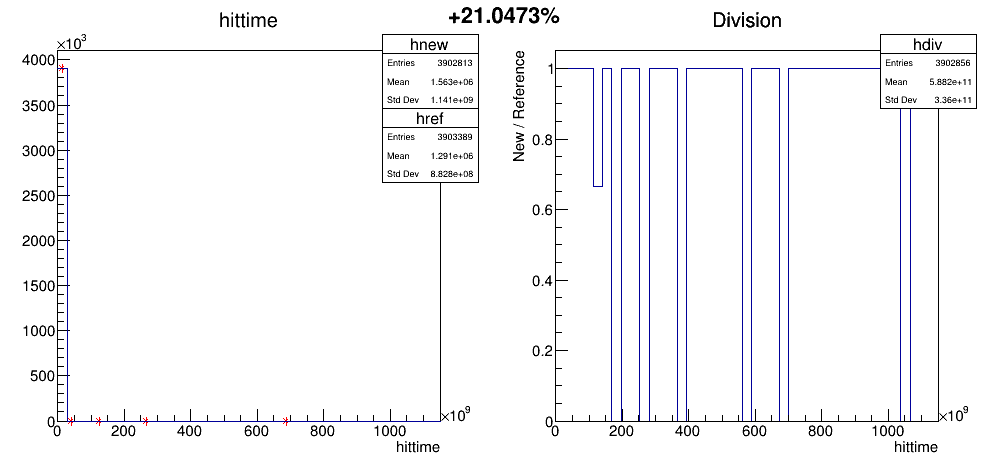 +21.0473%
hittime
×10³
4000
3500
3000
2500
2000
1500
1000
500
0
0 200 400 600 800 1000
×10⁹
hittime
hnew
Entries 3902813
Mean 1.563e+06
Std Dev 1.141e+09
href
Entries 3903389
Mean 1.291e+06
Std Dev 8.828e+08
Division
New / Reference
1
0.8
0.6
0.4
0.2
0
0 200 400 600 800 1000
×10⁹
hittime
hdiv
Entries 3902856
Mean 5.882e+11
Std Dev 3.36e+11